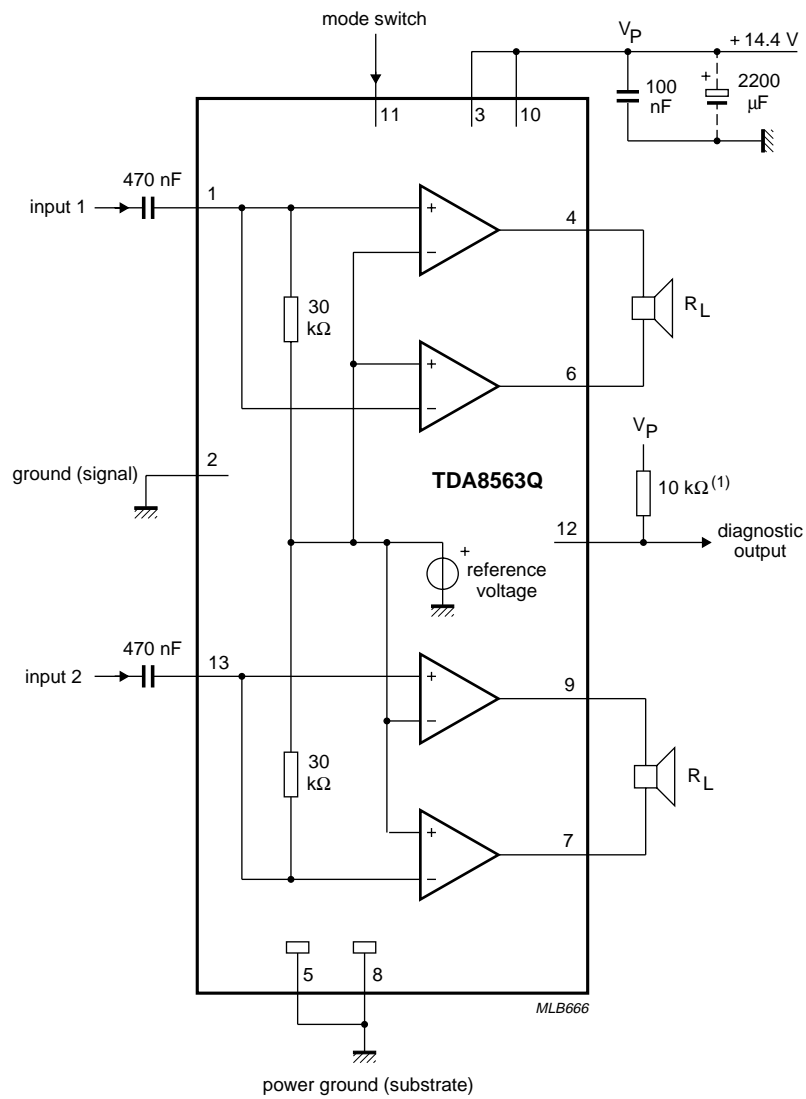 mode switch
VP
+ 14.4 V
100
nF
+
2200
µF
11
3
10
470 nF
1
input 1
+
−
4
30
kΩ
RL
+
−
6
2
ground (signal)
TDA8563Q
VP
10 kΩ(1)
12
diagnostic
output
+
reference
voltage
470 nF
13
input 2
+
−
9
30
kΩ
RL
+
−
7
5
8
MLB666
power ground (substrate)